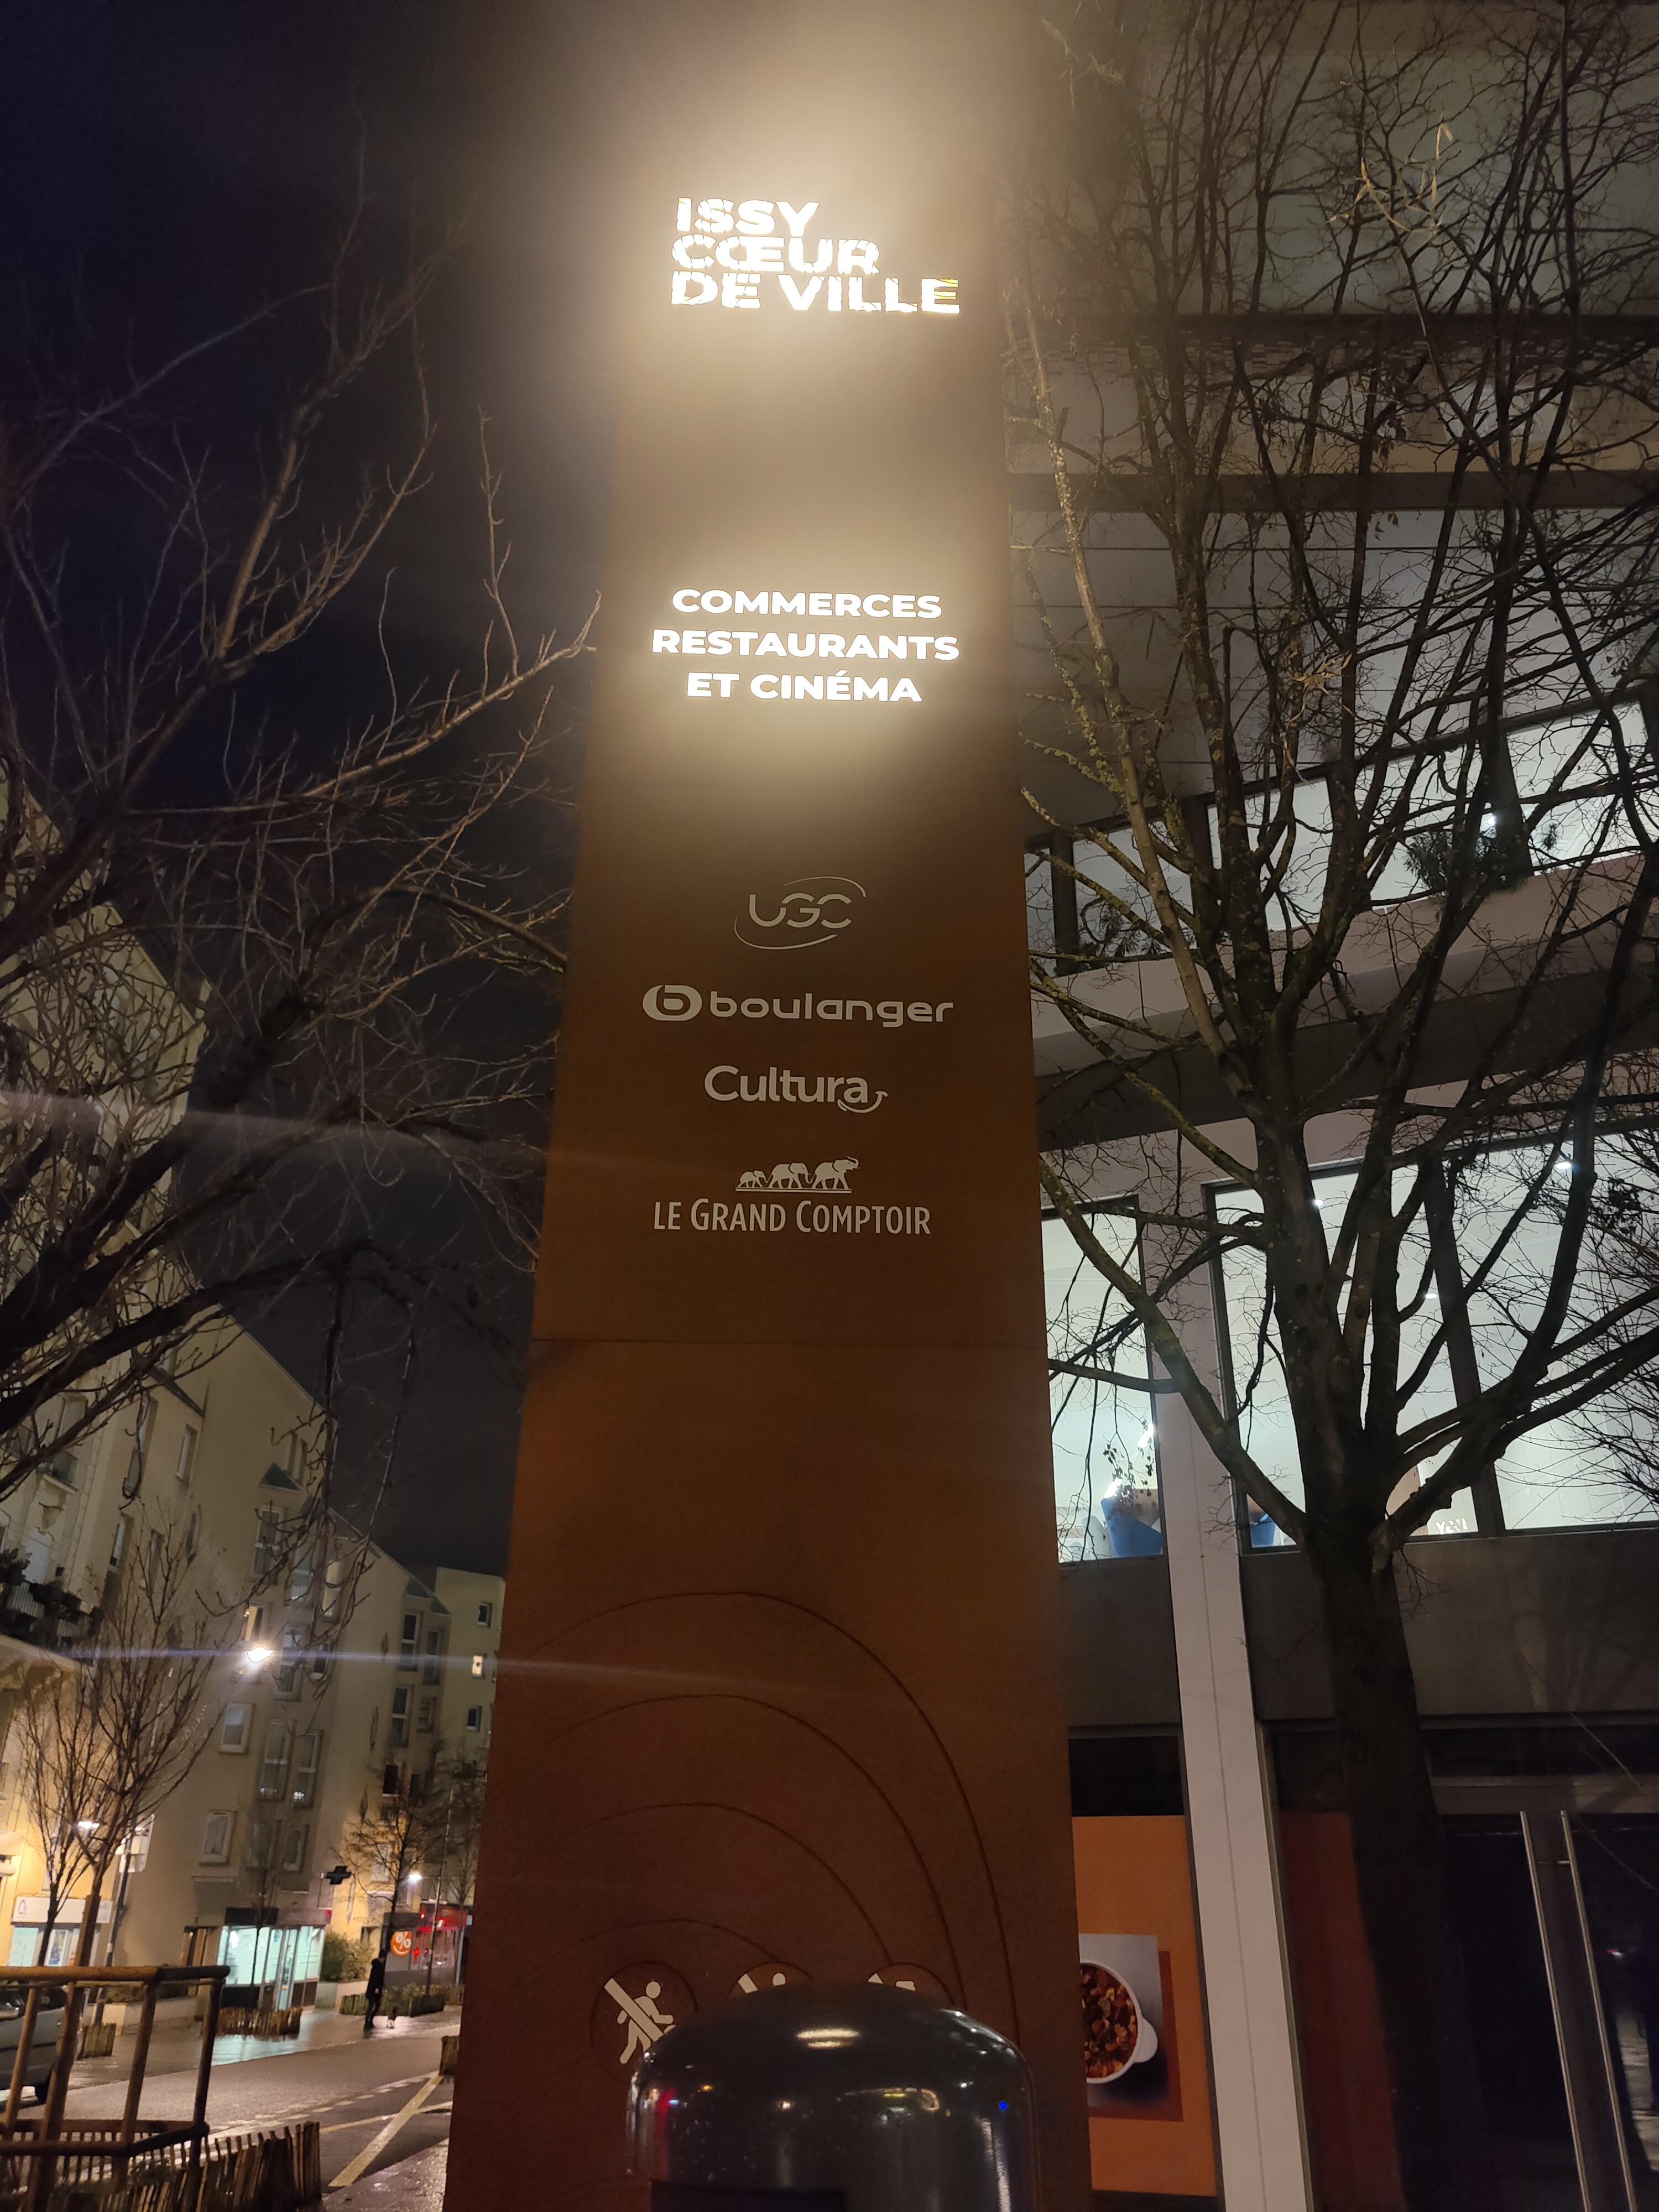 ISSY
CŒUR
DE VILLE
COMMERCES
RESTAURANTS
ET CINÉMA
UGC
boulanger
Cultura
LE GRAND COMPTOIR